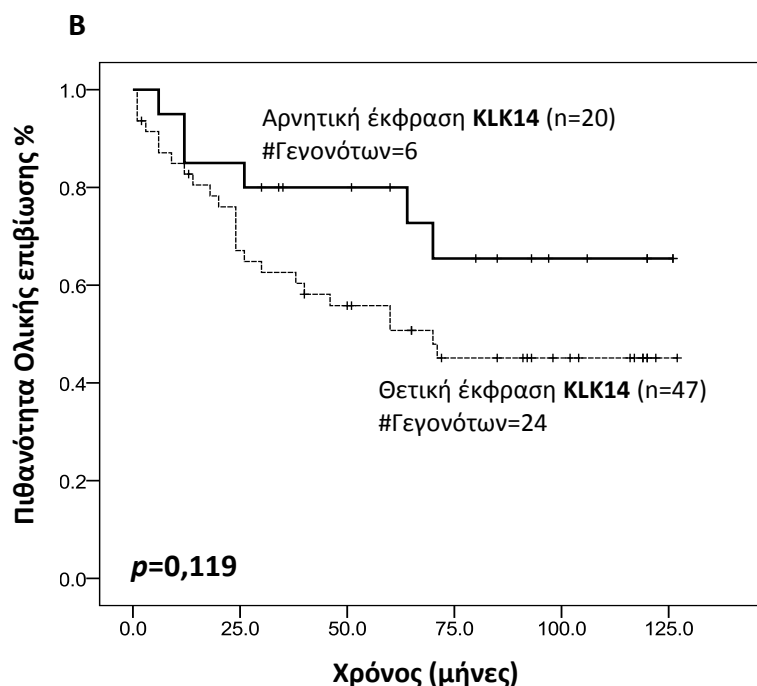 B
Πιθανότητα Ολικής επιβίωσης %
1.0
0.8
0.6
0.4
0.2
0.0
Αρνητική έκφραση KLK14 (n=20)
#Γεγονότων=6
Θετική έκφραση KLK14 (n=47)
#Γεγονότων=24
p=0,119
0.0 25.0 50.0 75.0 100.0 125.0
Χρόνος (μήνες)